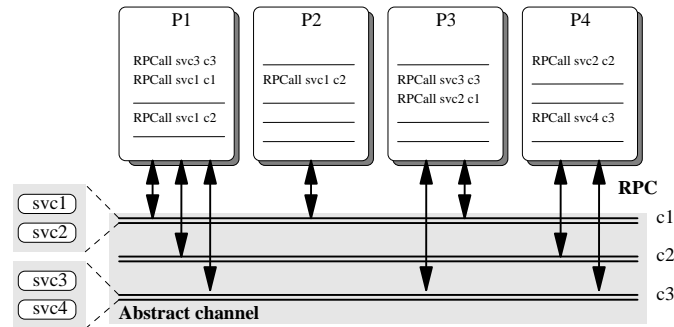 P1
P2
P3
P4
RPCall svc3 c3
RPCall svc1 c1
RPCall svc1 c2
RPCall svc1 c2
RPCall svc3 c3
RPCall svc2 c1
RPCall svc2 c2
RPCall svc4 c3
RPC
svc1
svc2
svc3
svc4
c1
c2
c3
Abstract channel